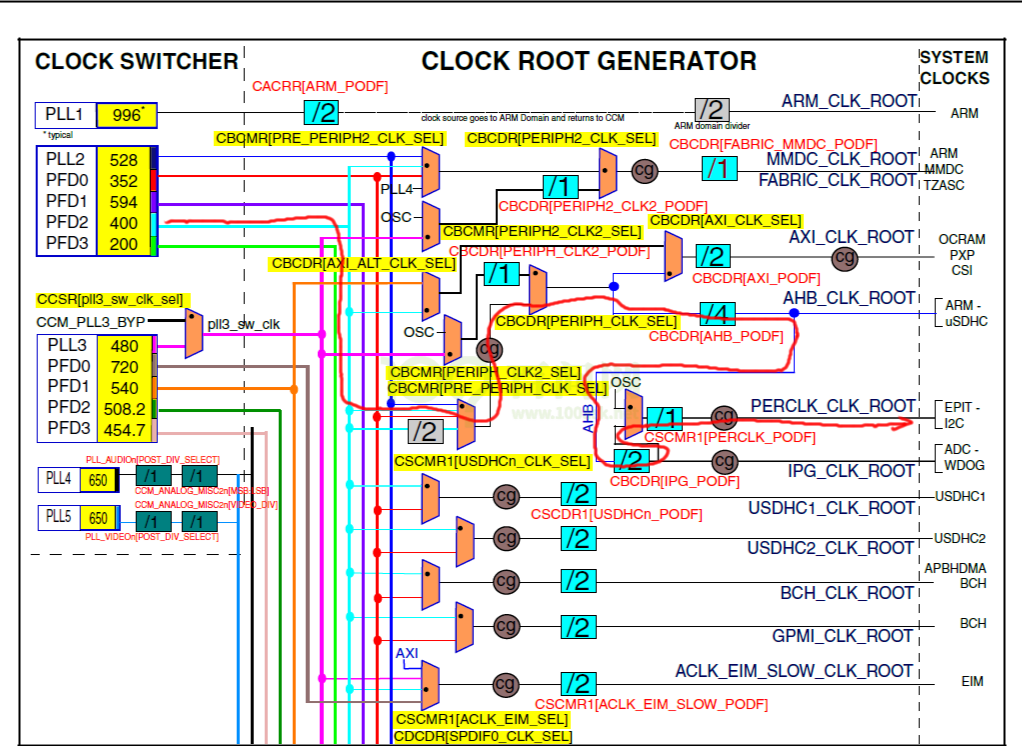 CLOCK SWITCHER
CLOCK ROOT GENERATOR
SYSTEM
CLOCKS
CACRR[ARM_PODF]
PLL1 996*
* typical
/2
clock source goes to ARM Domain and returns to CCM
/2
ARM domain divider
ARM_CLK_ROOT
ARM
CBCMR[PRE_PERIPH2_CLK_SEL]
CBCDR[PERIPH2_CLK_SEL]
CBCDR[FABRIC_MMDC_PODF]
PLL2 528
PFD0 352
PFD1 594
PFD2 400
PFD3 200
PLL4
cg
/1
MMDC_CLK_ROOT
FABRIC_CLK_ROOT
ARM
MMDC
TZASC
/1
OSC
CBCDR[PERIPH2_CLK2_PODF]
CBCMR[PERIPH2_CLK2_SEL]
CBCDR[AXI_CLK_SEL]
AXI_CLK_ROOT
OCRAM
PXP
CSI
CBCDR[PERIPH_CLK2_PODF]
/2
cg
CBCDR[AXI_ALT_CLK_SEL]
/1
CBCDR[AXI_PODF]
CCSR[pll3_sw_clk_sel]
CCM_PLL3_BYP
pll3_sw_clk
AHB_CLK_ROOT
ARM -
uSDHC
/4
CBCDR[PERIPH_CLK_SEL]
CBCDR[AHB_PODF]
OSC
cg
PLL3 480
PFD0 720
PFD1 540
PFD2 508.2
PFD3 454.7
CBCMR[PERIPH_CLK2_SEL]
CBCMR[PRE_PERIPH_CLK_SEL]
OSC
AHB
/1
cg
PERCLK_CLK_ROOT
EPIT -
I2C
/2
CSCMR1[PERCLK_PODF]
/2
cg
IPG_CLK_ROOT
ADC -
WDOG
CBCDR[IPG_PODF]
PLL_AUDIOn[POST_DIV_SELECT]
PLL4 650 /1 /1
CCM_ANALOG_MISC2n[MSB:LSB]
CCM_ANALOG_MISC2n[VIDEO_DIV]
PLL5 650 /1 /1
PLL_VIDEOn[POST_DIV_SELECT]
CSCMR1[USDHCn_CLK_SEL]
cg
/2
USDHC1
CSCDR1[USDHCn_PODF]
USDHC1_CLK_ROOT
cg
/2
USDHC2
USDHC2_CLK_ROOT
cg
/2
APBHDMA
BCH
BCH_CLK_ROOT
cg
/2
BCH
GPMI_CLK_ROOT
AXI
cg
/2
ACLK_EIM_SLOW_CLK_ROOT
EIM
CSCMR1[ACLK_EIM_SLOW_PODF]
CSCMR1[ACLK_EIM_SEL]
CDCDR[SPDIF0_CLK_SEL]